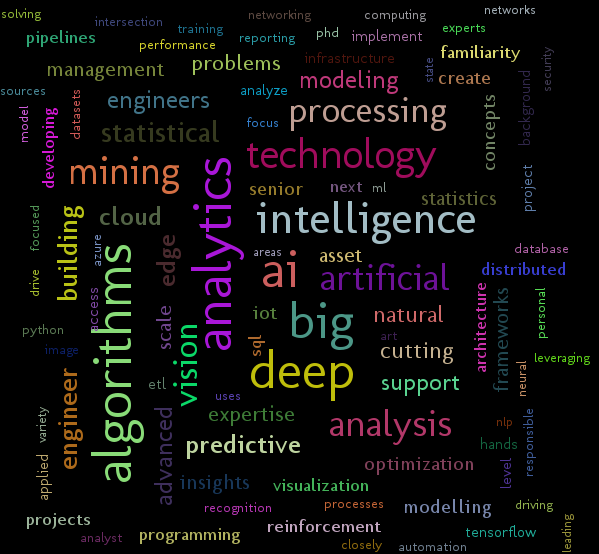 solving
intersection
networking
computing
networks
pipelines
training
reporting
phd
implement
experts
performance
familiarity
management
problems
infrastructure
state
security
sources
engineers
analyze
modeling
create
background
model
datasets
developing
statistical
focus
processing
concepts
mining
technology
senior
next
ml
statistics
project
focused
building
cloud
analytics
intelligence
drive
azure
edge
areas
asset
database
ai
artificial
distributed
access
algorithms
scale
iot
big
natural
architecture
frameworks
personal
python
image
vision
sql
art
cutting
leveraging
etl
deep
support
neural
engineer
uses
variety
advanced
expertise
analysis
nlp
responsible
predictive
hands
applied
insights
optimization
level
visualization
recognition
processes
modelling
driving
projects
reinforcement
leading
analyst
programming
closely
automation
tensorflow